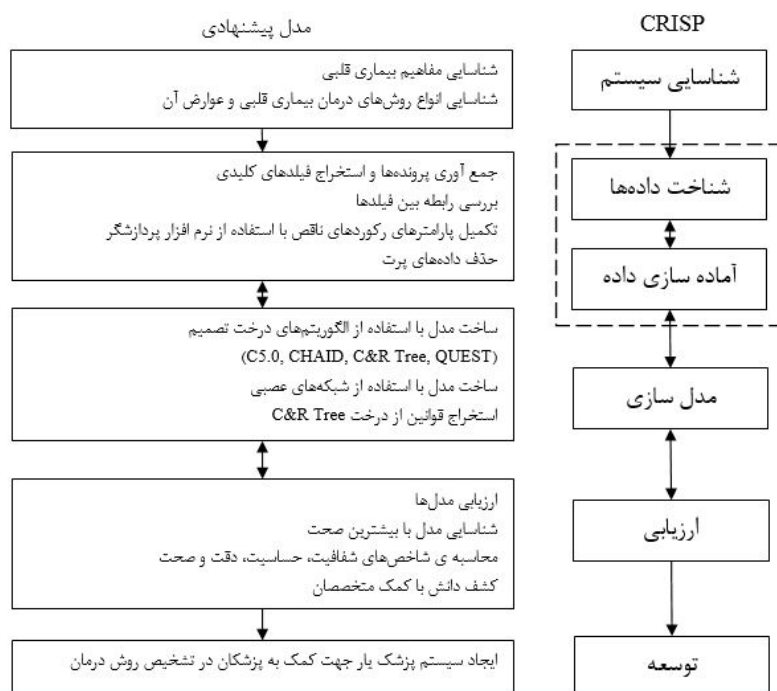 مدل پیشنهادی
CRISP
شناسایی مفاهیم بیماری قلبی
شناسایی انواع روش‌های درمان بیماری قلبی و عوارض آن
شناسایی سیستم
جمع آوری پرونده‌ها و استخراج فیلدهای کلیدی
بررسی رابطه بین فیلدها
تکمیل پارامترهای رکوردهای ناقص با استفاده از نرم افزار پردازشگر
حذف داده‌های پرت
شناخت داده‌ها
آماده سازی داده
ساخت مدل با استفاده از الگوریتم‌های درخت تصمیم
(C5.0, CHAID, C&R Tree, QUEST)
ساخت مدل با استفاده از شبکه‌های عصبی
استخراج قوانین از درخت C&R Tree
مدل سازی
ارزیابی مدل‌ها
شناسایی مدل با بیشترین صحت
محاسبه ی شاخص‌های شفافیت، حساسیت، دقت و صحت
کشف دانش با کمک متخصصان
ارزیابی
ایجاد سیستم پزشک یار جهت کمک به پزشکان در تشخیص روش درمان
توسعه